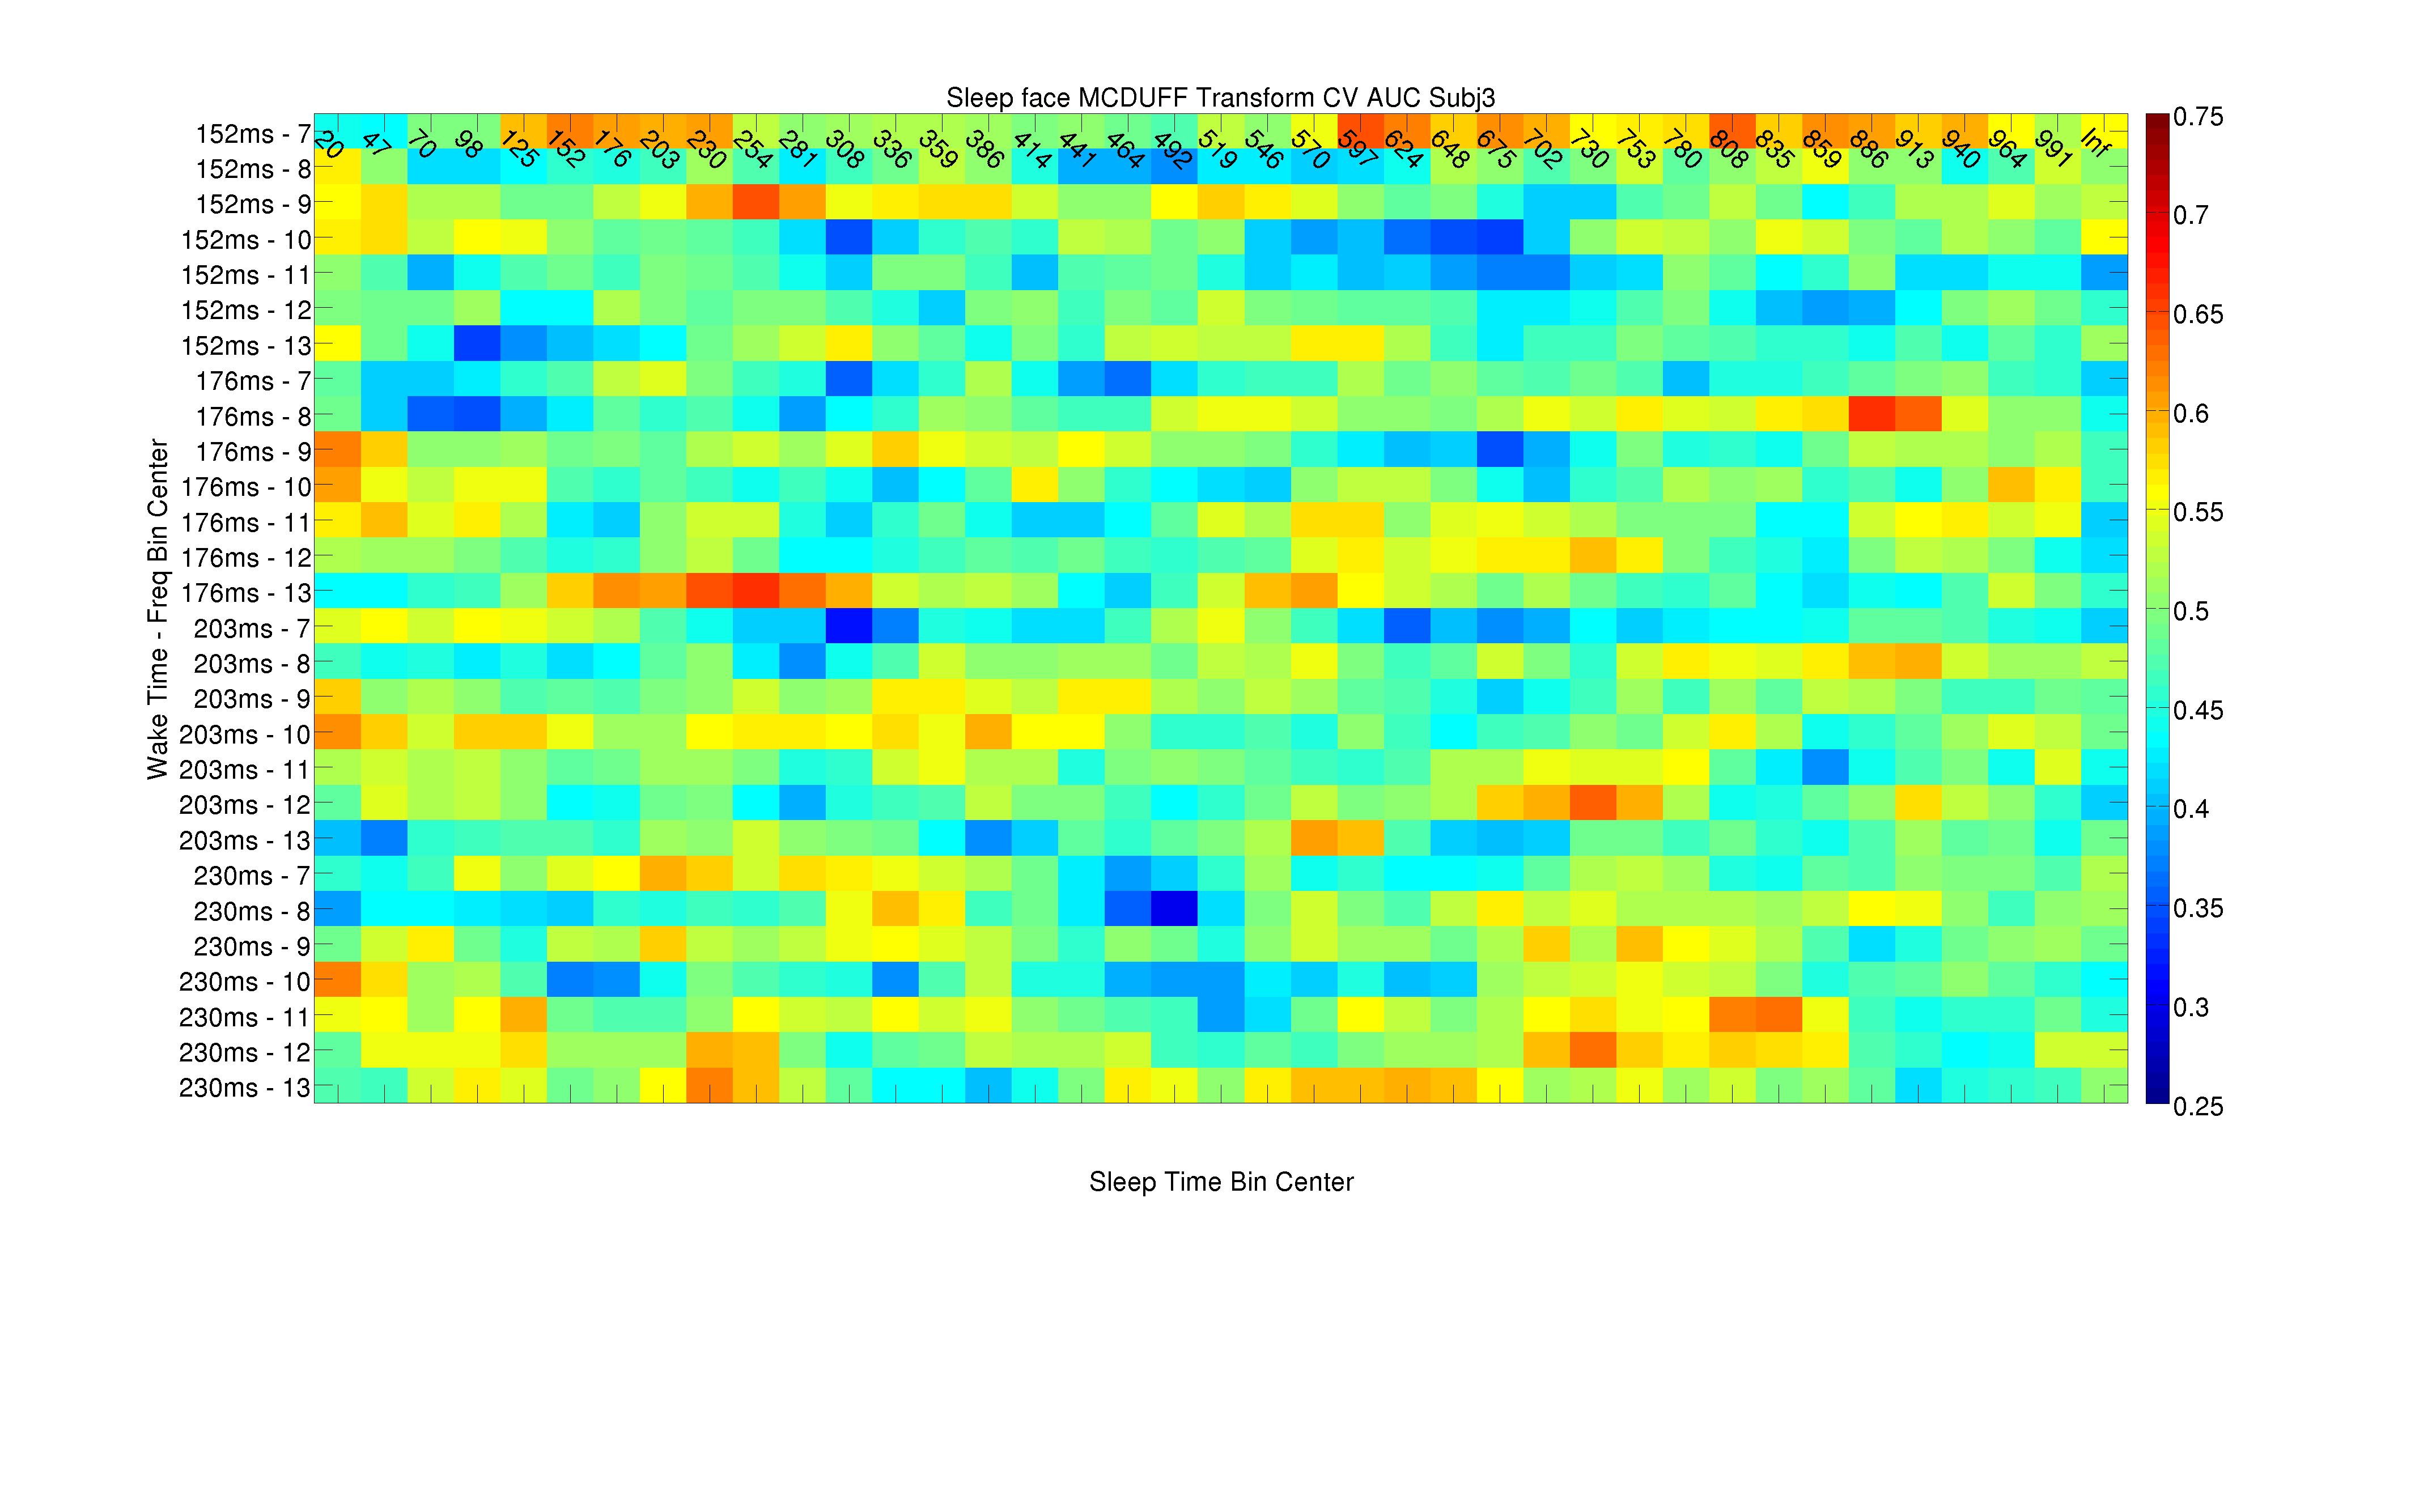 Sleep face MCDUFF Transform CV AUC Subj3
20 47 70 98 125 152 176 203 230 254 281 308 336 359 386 414 441 464 492 519 546 570 597 624 648 675 702 730 753 780 808 835 859 886 913 940 964 991 Inf
Wake Time - Freq Bin Center
152ms - 7
152ms - 8
152ms - 9
152ms - 10
152ms - 11
152ms - 12
152ms - 13
176ms - 7
176ms - 8
176ms - 9
176ms - 10
176ms - 11
176ms - 12
176ms - 13
203ms - 7
203ms - 8
203ms - 9
203ms - 10
203ms - 11
203ms - 12
203ms - 13
230ms - 7
230ms - 8
230ms - 9
230ms - 10
230ms - 11
230ms - 12
230ms - 13
0.75
0.7
0.65
0.6
0.55
0.5
0.45
0.4
0.35
0.3
0.25
Sleep Time Bin Center